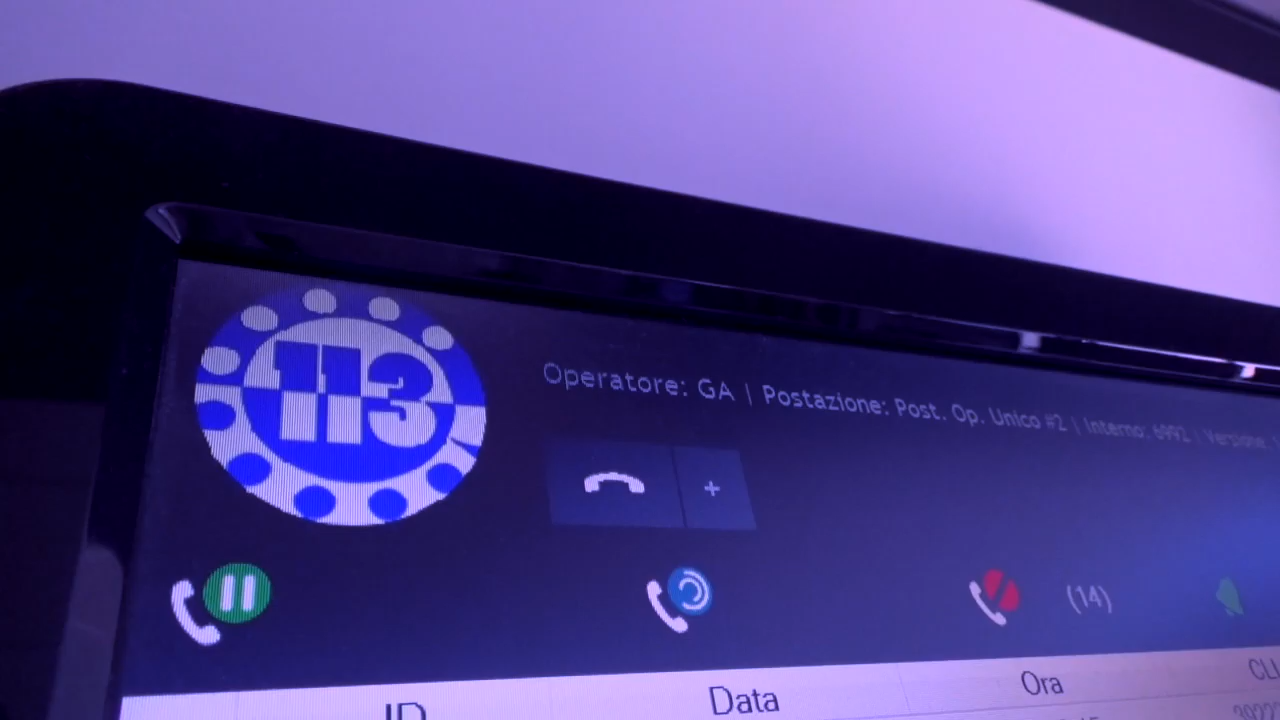 113
Operatore: GA | Postazione: Post. Op. Unico #2 | Interno: 6992 | Versione
+
(14)
ID Data Ora CLI